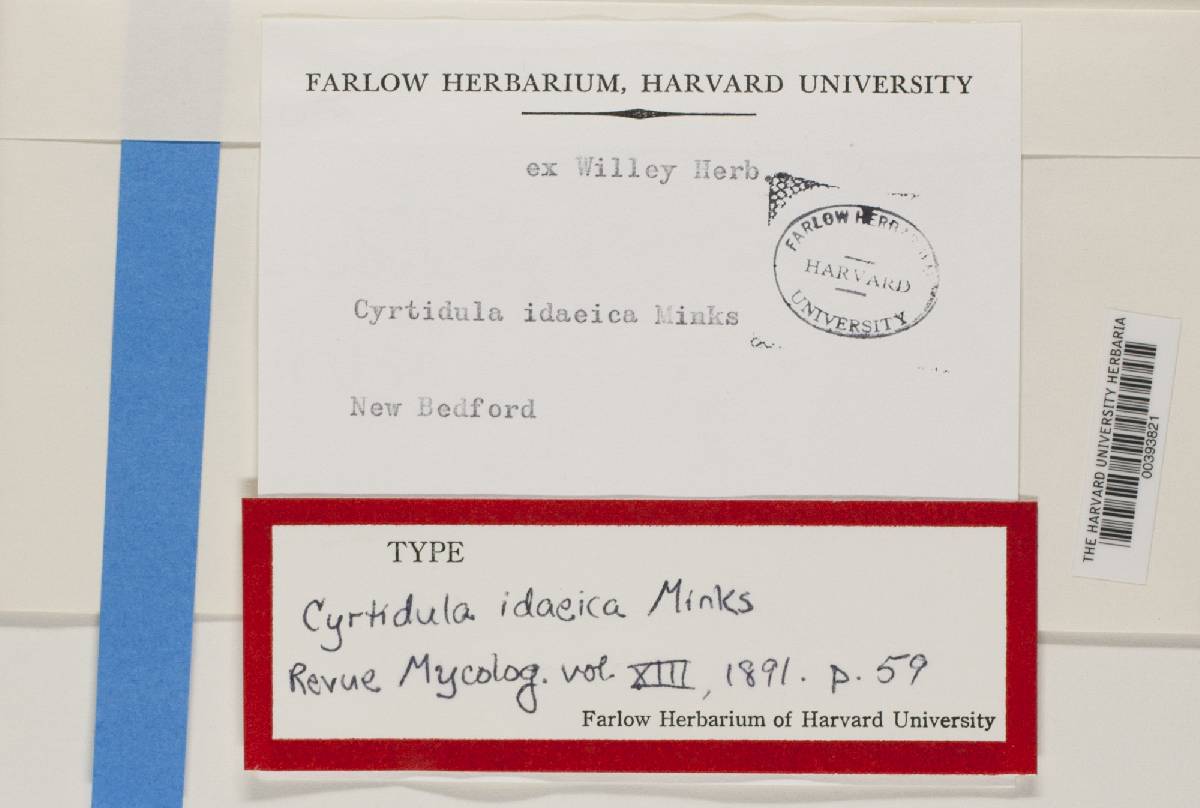 FARLOW HERBARIUM, HARVARD UNIVERSITY
ex Willey Herb.
FARLOW HERBARIUM
HARVARD
UNIVERSITY
Cyrtidula idaeica Minks
New Bedford
THE HARVARD UNIVERSITY HERBARIA
00393821
TYPE
Cyrtidula idaeica Minks
Revue Mycolog. vol. XIII, 1891. p. 59
Farlow Herbarium of Harvard University